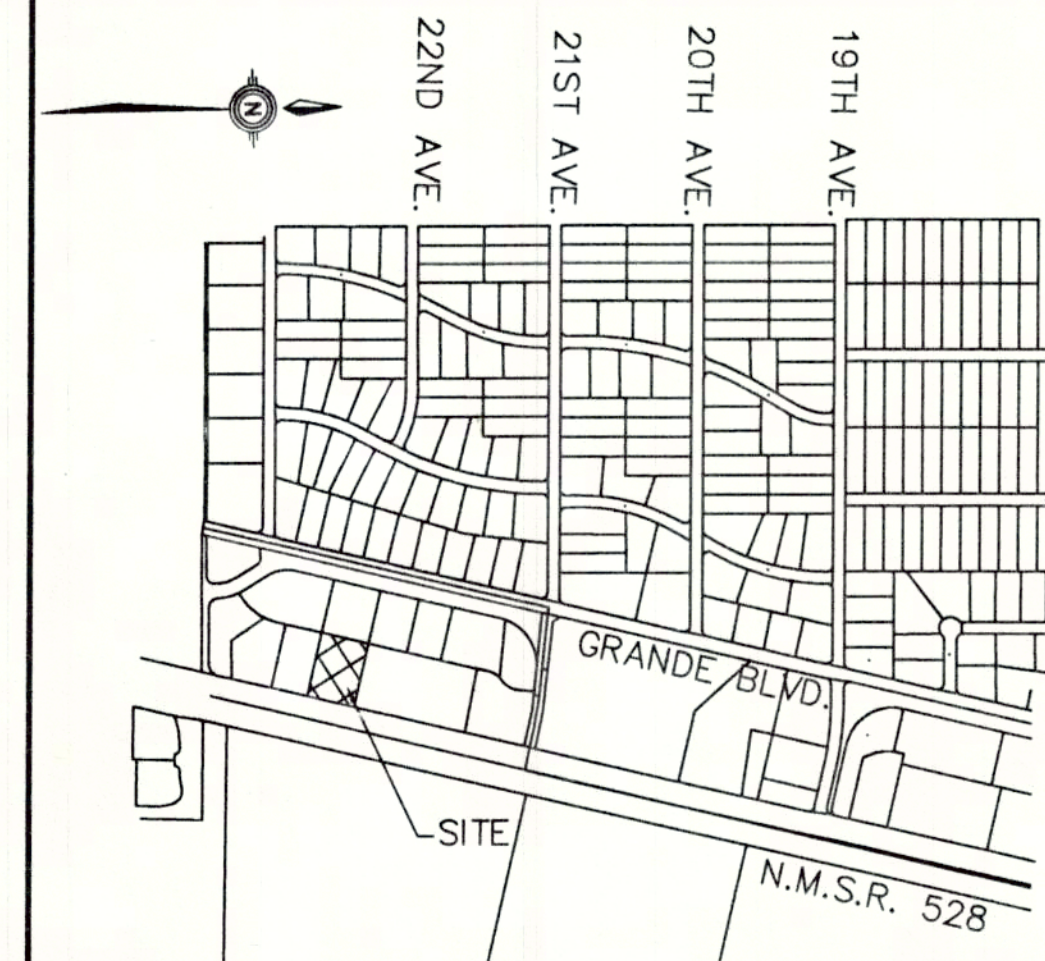 22ND AVE.
21ST AVE.
20TH AVE.
19TH AVE.
N
GRANDE BLVD.
SITE
N.M.S.R. 528